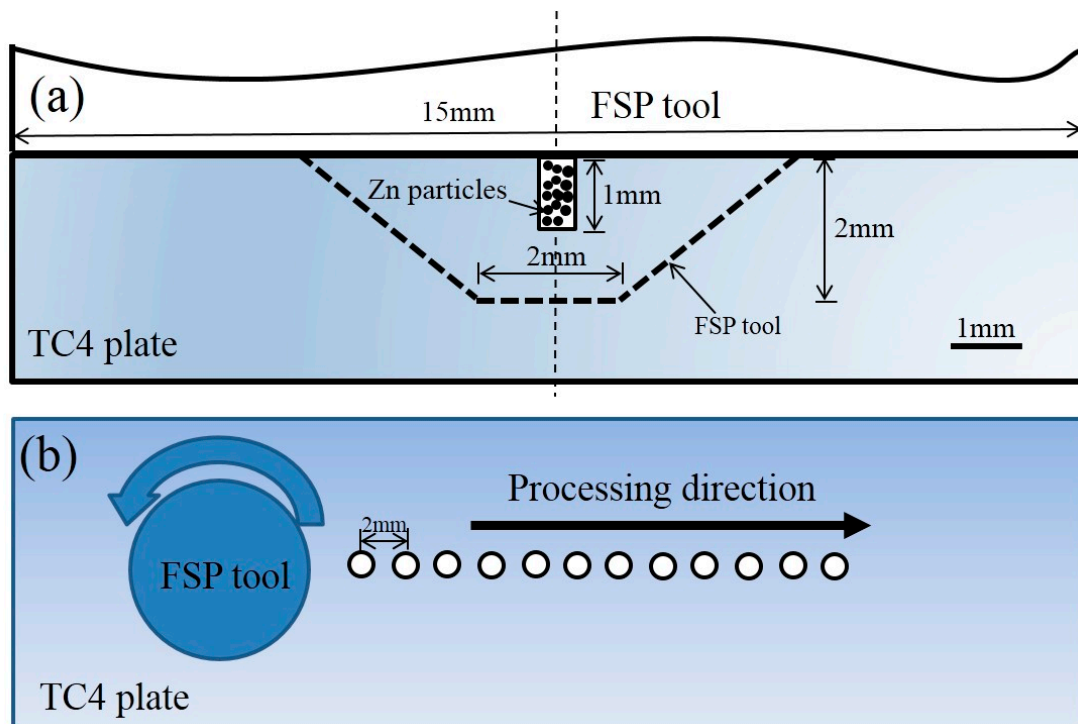 (a)
FSP tool
15mm
Zn particles
1mm
2mm
2mm
FSP tool
TC4 plate
1mm
(b)
Processing direction
2mm
FSP tool
TC4 plate